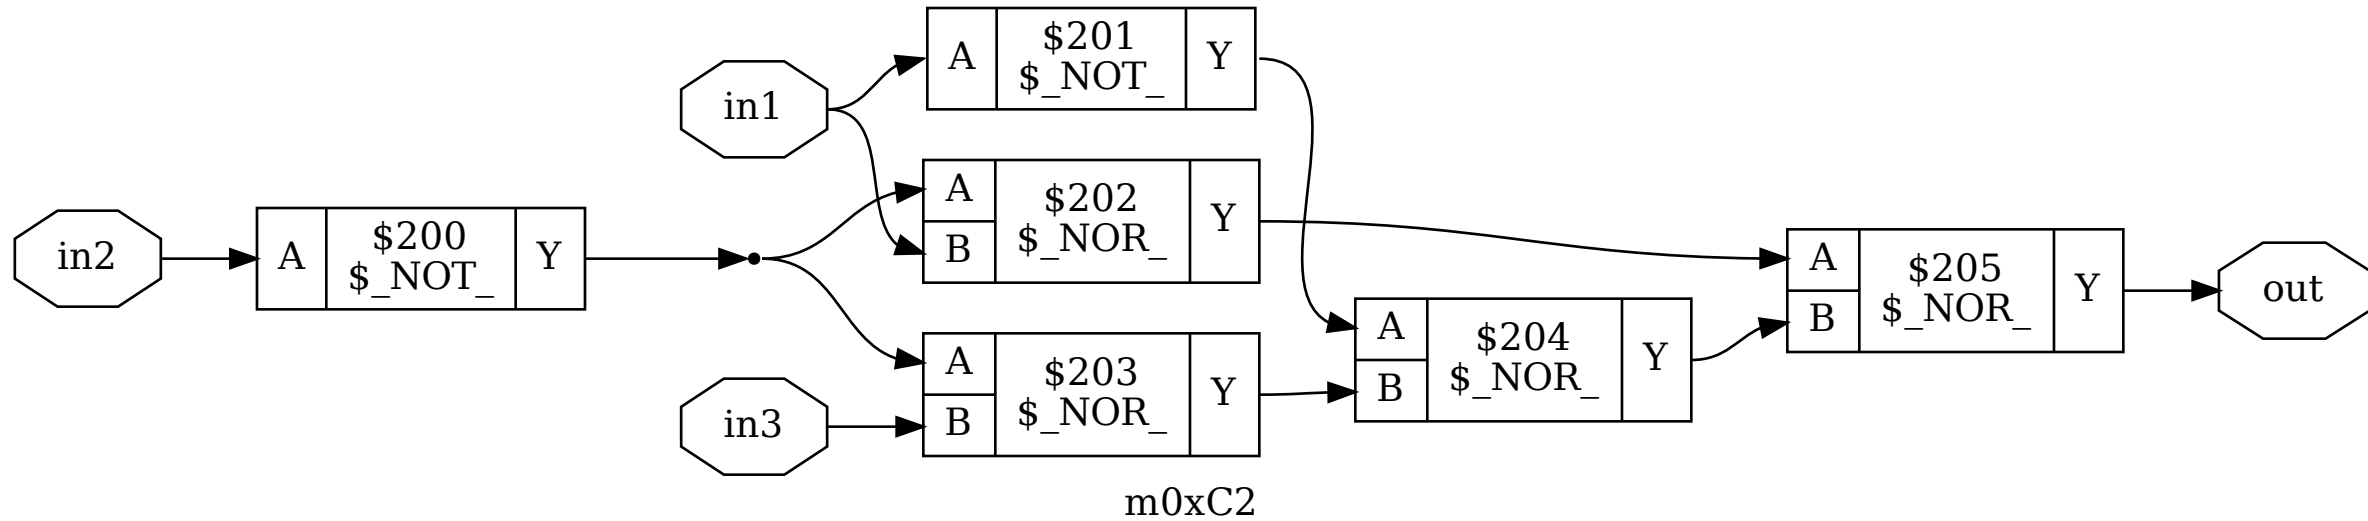 in2
A
$200
$_NOT_
Y
in1
A
$201
$_NOT_
Y
A
B
$202
$_NOR_
Y
in3
A
B
$203
$_NOR_
Y
A
B
$204
$_NOR_
Y
A
B
$205
$_NOR_
Y
out
m0xC2